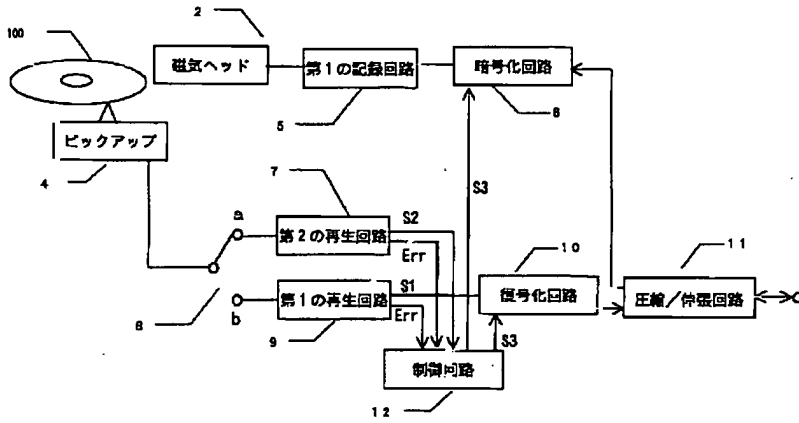 2
100
磁気ヘッド
第1の記録回路
暗号化回路
5
6
ピックアップ
4
7
S3
a
第2の再生回路
S2
Err
10
11
第1の再生回路
S1
Err
復号化回路
圧縮/伸張回路
8
b
9
S3
制御回路
12